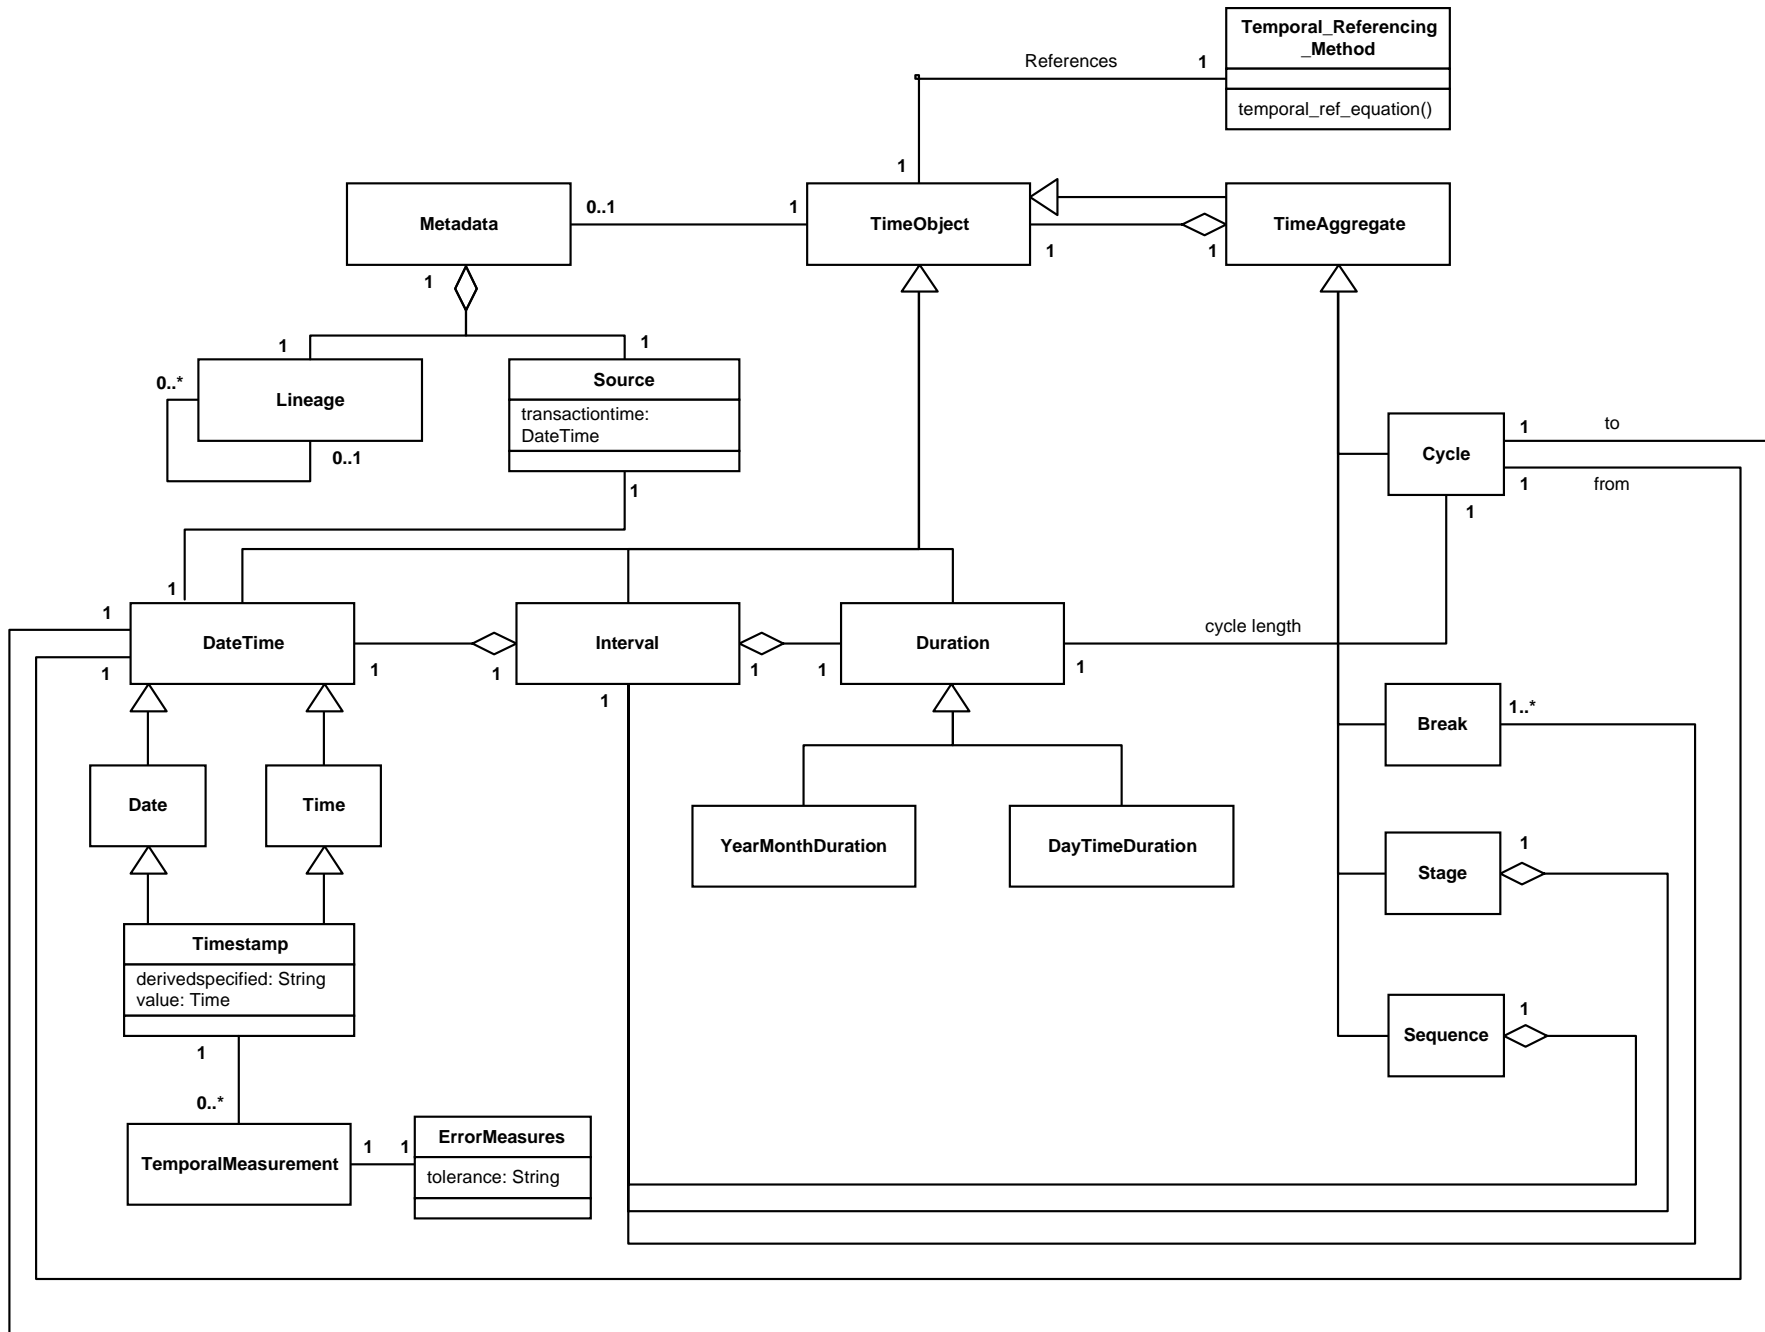 Temporal_Referencing
_Method
References
1
temporal_ref_equation()
1
Metadata
0..1
1
TimeObject
1
1
TimeAggregate
1
1
1
Lineage
0..*
0..1
Source
transactiontime:
DateTime
1
Cycle
1
to
1
from
1
1
1
DateTime
1
1
1
Interval
1
1
1
Duration
1
cycle length
Break
1..*
Date
Time
YearMonthDuration
DayTimeDuration
Stage
1
Timestamp
derivedspecified: String
value: Time
Sequence
1
1
0..*
TemporalMeasurement
1
1
ErrorMeasures
tolerance: String